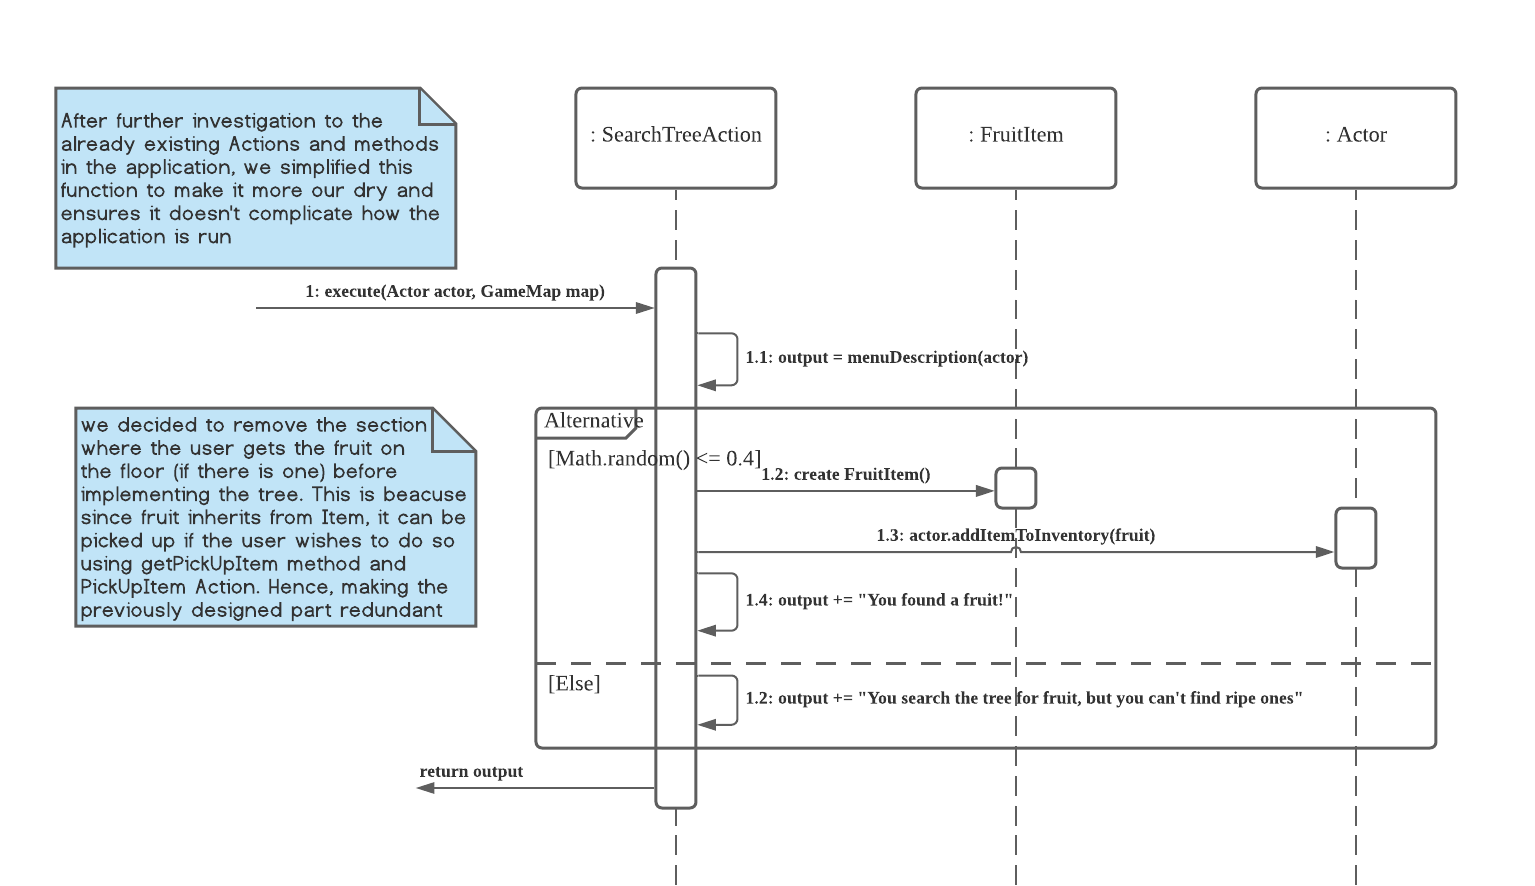 After further investigation to the
already existing Actions and methods
in the application, we simplified this
function to make it more our dry and
ensures it doesn't complicate how the
application is run
: SearchTreeAction
: FruitItem
: Actor
1: execute(Actor actor, GameMap map)
1.1: output = menuDescription(actor)
we decided to remove the section
where the user gets the fruit on
the floor (if there is one) before
implementing the tree. This is beacuse
since fruit inherits from Item, it can be
picked up if the user wishes to do so
using getPickUpItem method and
PickUpItem Action. Hence, making the
previously designed part redundant
Alternative
[Math.random() <= 0.4]
1.2: create FruitItem()
1.3: actor.addItemToInventory(fruit)
1.4: output += "You found a fruit!"
[Else]
1.2: output += "You search the tree for fruit, but you can't find ripe ones"
return output